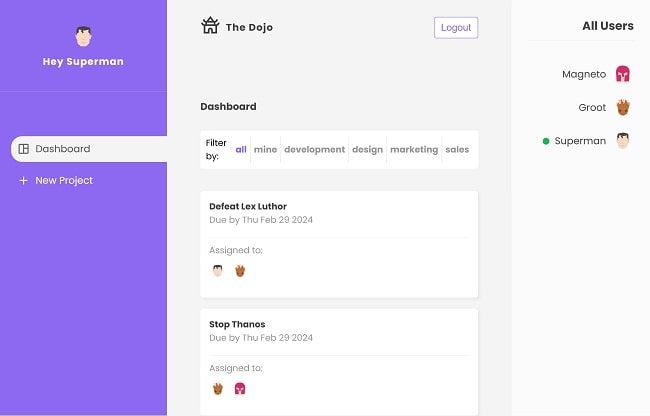 Hey Superman
Dashboard
New Project
The Dojo
Logout
Dashboard
Filter
by:
all
mine
development
design
marketing
sales
Defeat Lex Luthor
Due by Thu Feb 29 2024
Assigned to:
Stop Thanos
Due by Thu Feb 29 2024
Assigned to:
All Users
Magneto
Groot
Superman